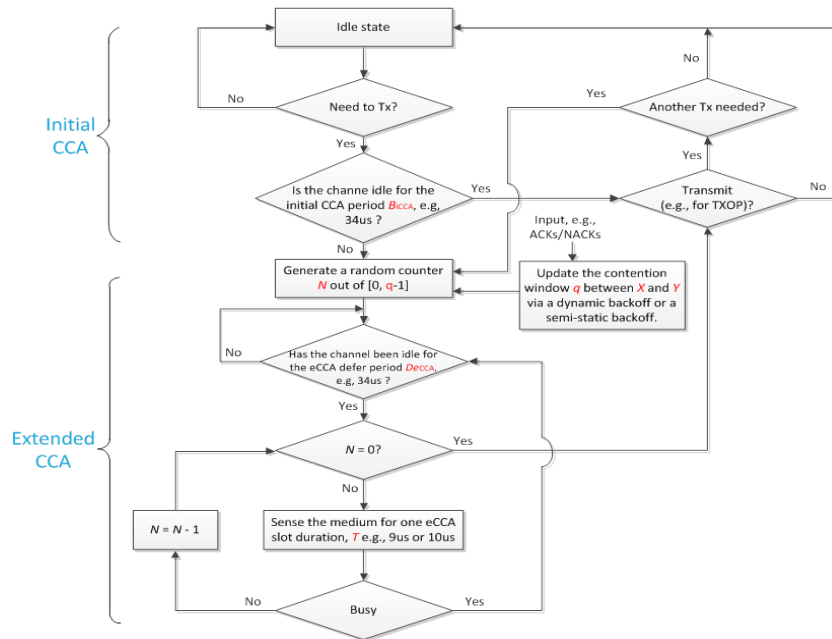 Idle state
No
Need to Tx?
Yes
Another Tx needed?
No
Initial
CCA
Yes
Is the channe idle for the
initial CCA period BiCCA, e.g,
34us ?
Yes
Yes
Transmit
(e.g., for TXOP)?
No
No
Input, e.g.,
ACKs/NACKs
Generate a random counter
N out of [0, q-1]
Update the contention
window q between X and Y
via a dynamic backoff or a
semi-static backoff.
No
Has the channel been idle for
the eCCA defer period DeCCA,
e.g, 34us ?
Yes
Extended
CCA
N = 0?
Yes
No
N = N - 1
Sense the medium for one eCCA
slot duration, T e.g., 9us or 10us
No
Busy
Yes